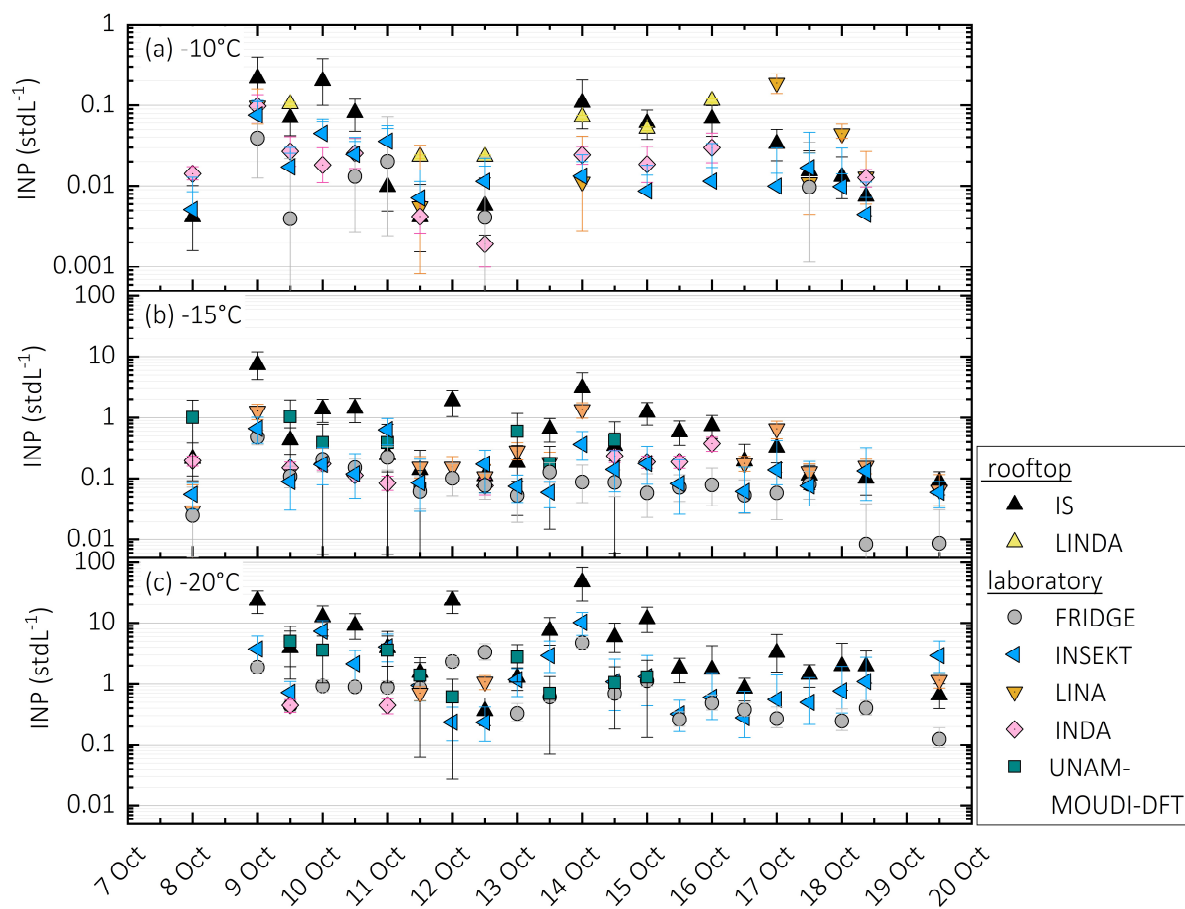 (a) -10°C
INP (stdL-1)
1
0.1
0.01
0.001
(b) -15°C
INP (stdL-1)
100
10
1
0.1
0.01
(c) -20°C
INP (stdL-1)
100
10
1
0.1
0.01
7 Oct
8 Oct
9 Oct
10 Oct
11 Oct
12 Oct
13 Oct
14 Oct
15 Oct
16 Oct
17 Oct
18 Oct
19 Oct
20 Oct
rooftop
IS
LINDA
laboratory
FRIDGE
INSEKT
LINA
INDA
UNAM-
MOUDI-DFT